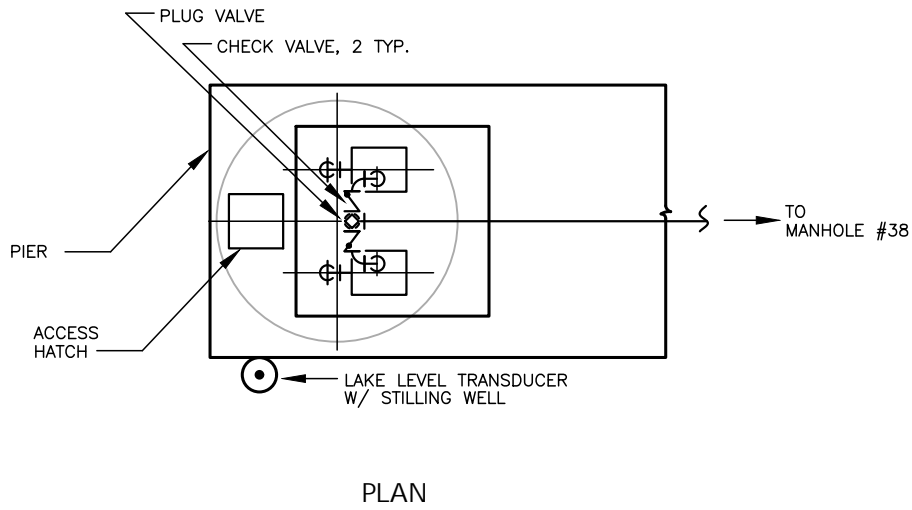 PLUG VALVE
CHECK VALVE, 2 TYP.
TO
MANHOLE #38
PIER
ACCESS
HATCH
LAKE LEVEL TRANSDUCER
W/ STILLING WELL
PLAN